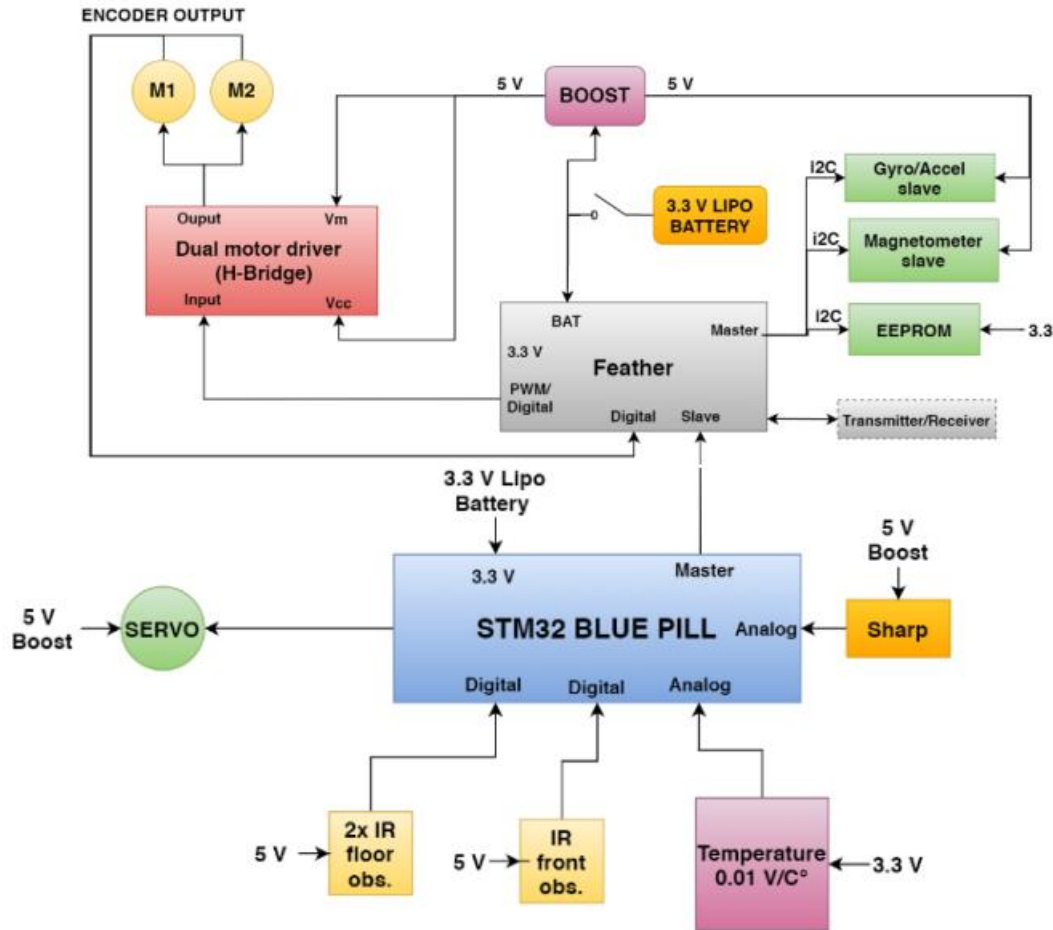 ENCODER OUTPUT
M1
M2
5 V
BOOST
5 V
3.3 V LIPO
BATTERY
I2C
Gyro/Accel
slave
i2C
Magnetometer
slave
I2C
EEPROM
3.3
Ouput
Vm
Dual motor driver
(H-Bridge)
Input
Vcc
BAT
Master
3.3 V
Feather
PWM/
Digital
Digital
Slave
Transmitter/Receiver
3.3 V Lipo
Battery
5 V
Boost
3.3 V
Master
5 V
Boost
SERVO
STM32 BLUE PILL
Analog
Sharp
Digital
Digital
Analog
5 V
2x IR
floor
obs.
5 V
IR
front
obs.
Temperature
0.01 V/C°
3.3 V